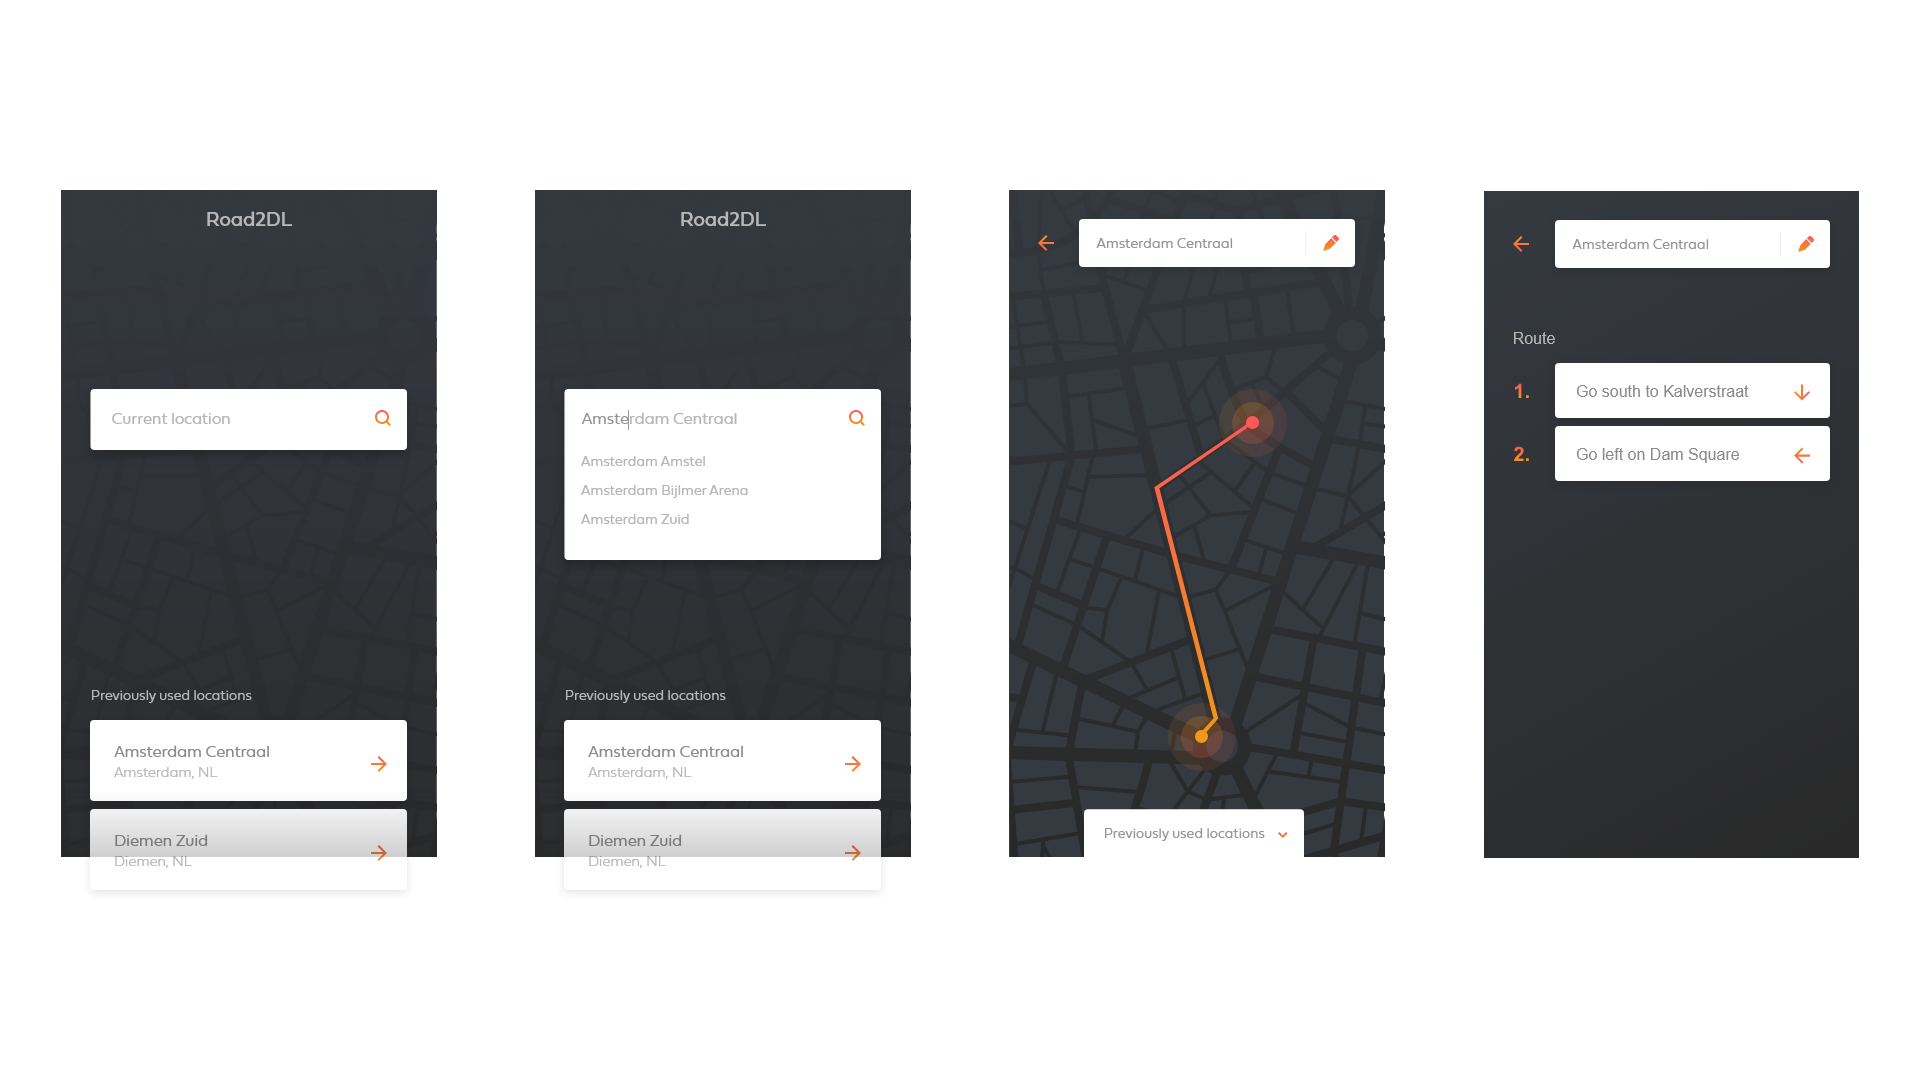 Road2DL
Current location
Previously used locations
Amsterdam Centraal
Amsterdam, NL
Diemen Zuid
Diemen, NL
Road2DL
Amsterdam Centraal
Amsterdam Amstel
Amsterdam Bijlmer Arena
Amsterdam Zuid
Previously used locations
Amsterdam Centraal
Amsterdam, NL
Diemen Zuid
Diemen, NL
Amsterdam Centraal
Previously used locations
Amsterdam Centraal
Route
1. Go south to Kalverstraat
2. Go left on Dam Square